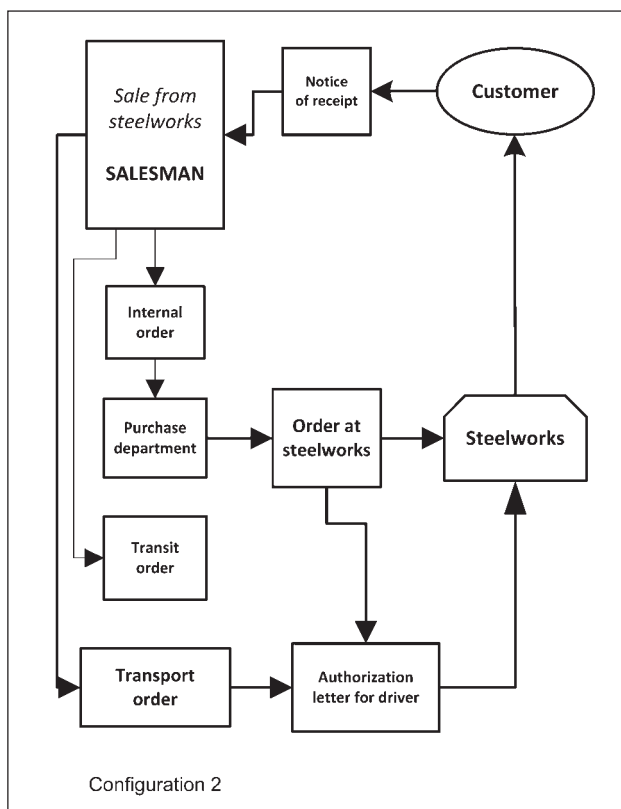 Sale from
steelworks
SALESMAN
Notice
of receipt
Customer
Internal
order
Purchase
department
Order at
steelworks
Steelworks
Transit
order
Transport
order
Authorization
letter for driver
Configuration 2